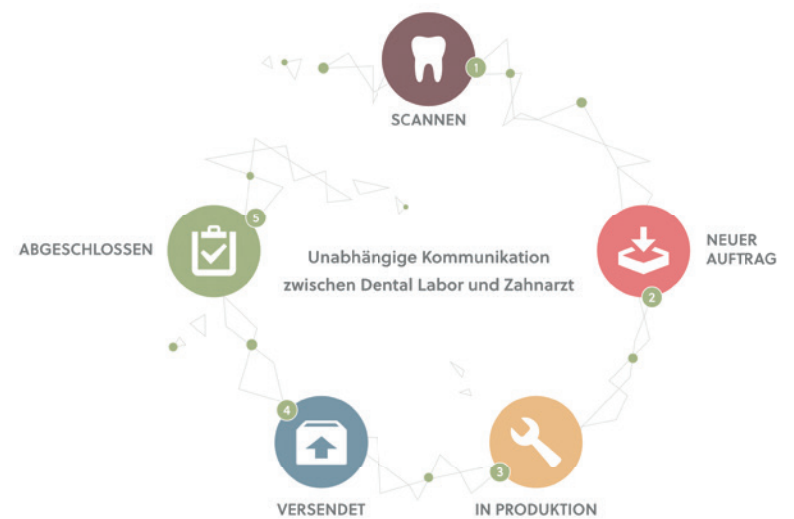 1
SCANNEN
5
ABGESCHLOSSEN
Unabhängige Kommunikation
zwischen Dental Labor und Zahnarzt
NEUER
AUFTRAG
2
4
VERSENDET
3
IN PRODUKTION